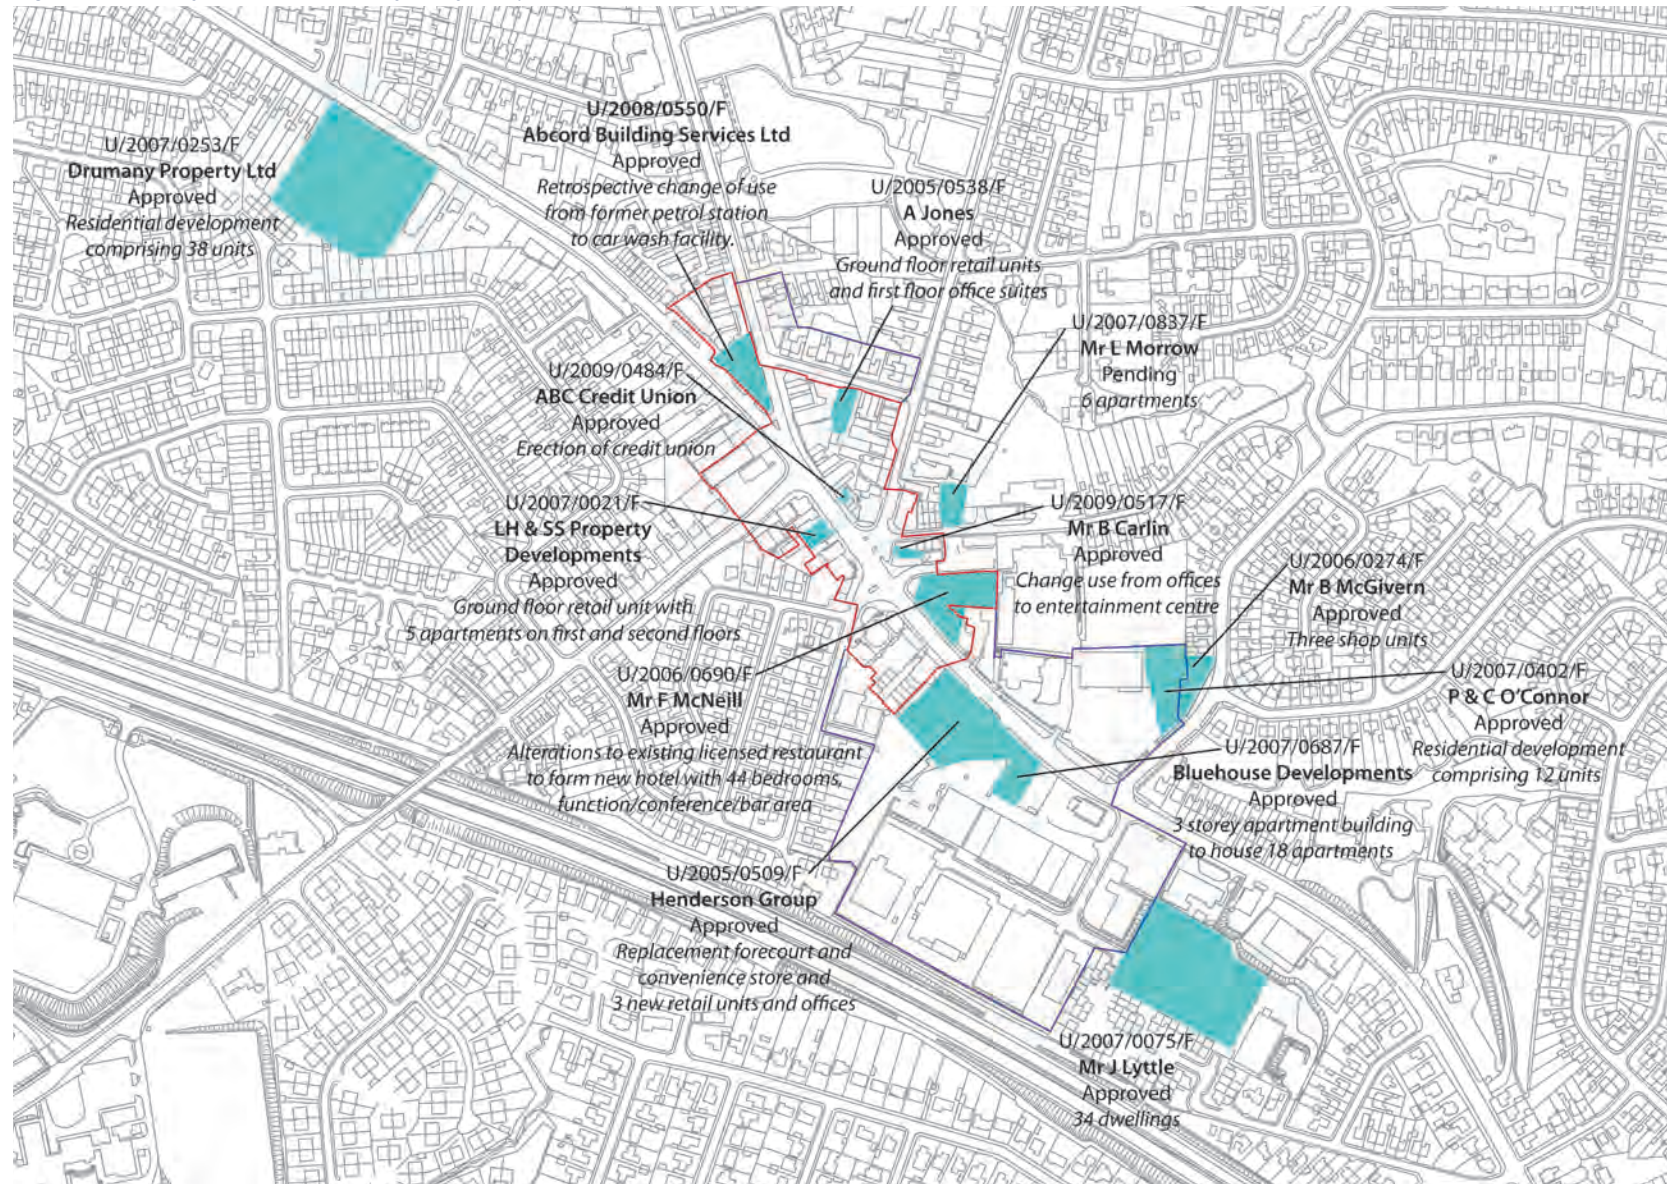 U/2007/0253/F
Drumany Property Ltd
Approved
Residential development
comprising 38 units
U/2008/0550/F
Abcord Building Services Ltd
Approved
Retrospective change of use
from former petrol station
to car wash facility.
U/2005/0538/F
A Jones
Approved
Ground floor retail units
and first floor office suites
U/2007/0837/F
Mr L Morrow
Pending
6 apartments
U/2009/0484/F
ABC Credit Union
Approved
Erection of credit union
U/2007/0021/F
LH & SS Property
Developments
Approved
Ground floor retail unit with
5 apartments on first and second floors
U/2009/0517/F
Mr B Carlin
Approved
Change use from offices
to entertainment centre
U/2006/0274/F
Mr B McGivern
Approved
Three shop units
U/2006/0690/F
Mr F McNeill
Approved
Alterations to existing licensed restaurant
to form new hotel with 44 bedrooms,
function/conference/bar area
U/2007/0402/F
P & C O'Connor
Approved
Residential development
comprising 12 units
U/2007/0687/F
Bluehouse Developments
Approved
3 storey apartment building
to house 18 apartments
U/2005/0509/F
Henderson Group
Approved
Replacement forecourt and
convenience store and
3 new retail units and offices
U/2007/0075/F
Mr J Lyttle
Approved
34 dwellings